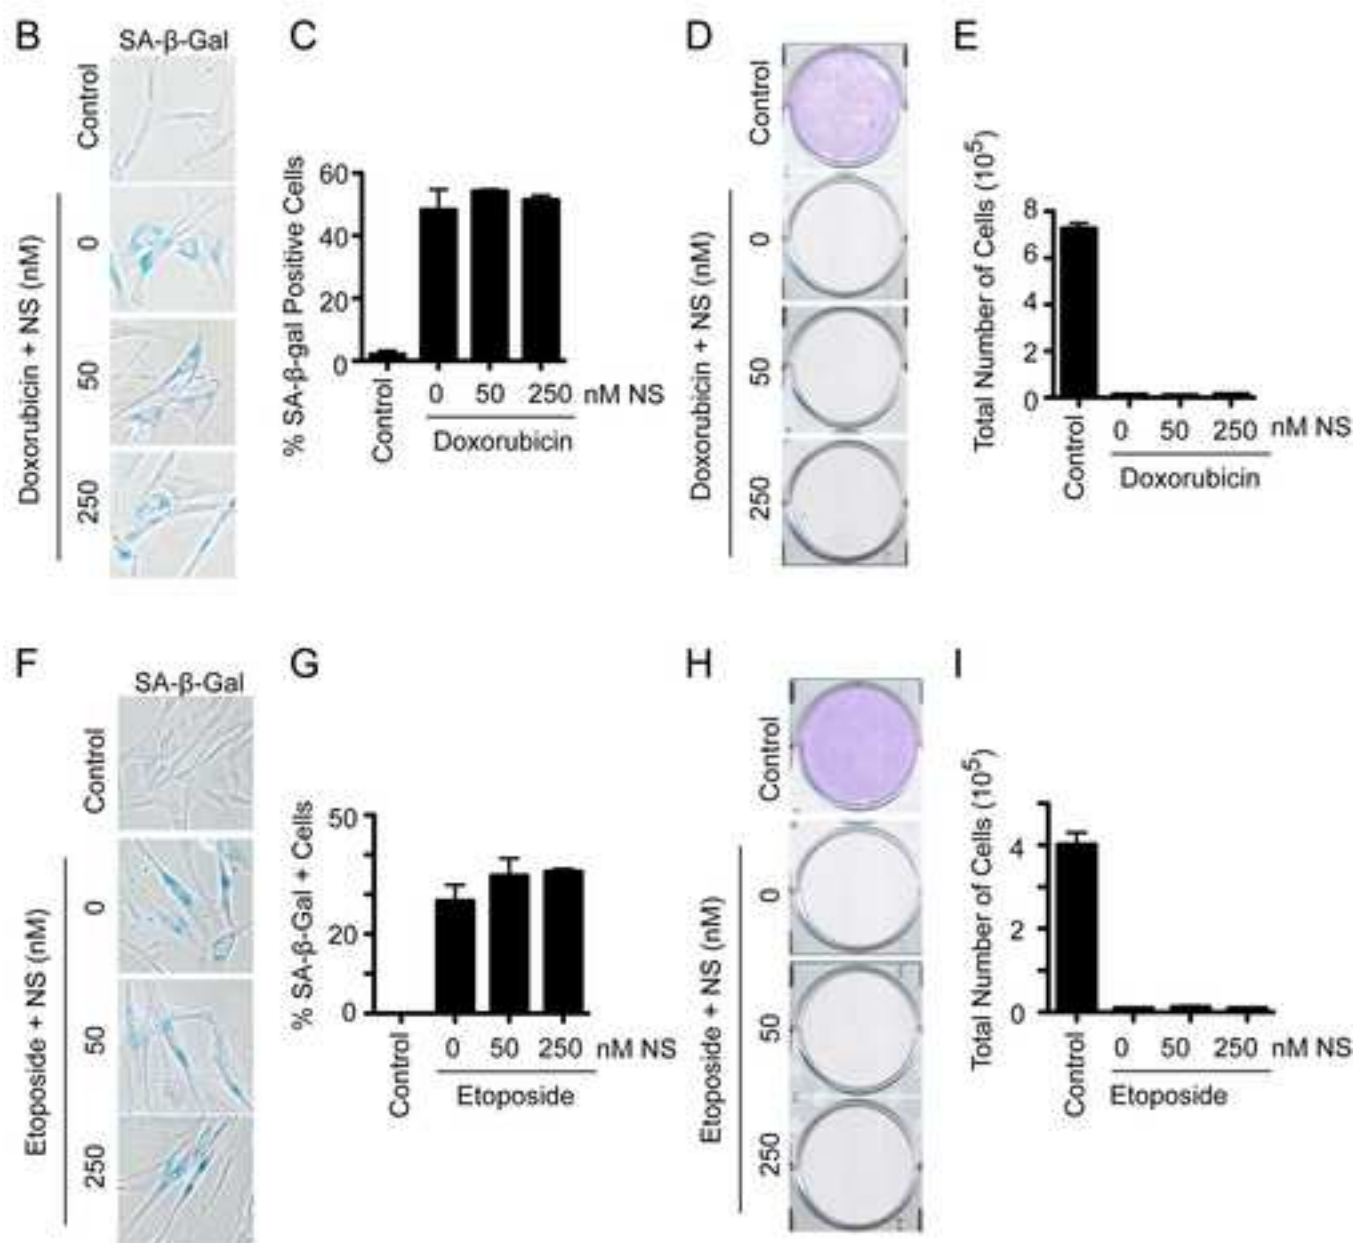 B
SA-β-Gal
Control
0
50
250
Doxorubicin + NS (nM)
C
% SA-β-gal Positive Cells
60
40
20
0
Control
0 50 250 nM NS
Doxorubicin
D
Control
0
50
250
Doxorubicin + NS (nM)
E
Total Number of Cells (10⁵)
8
6
4
2
0
Control
0 50 250 nM NS
Doxorubicin
F
SA-β-Gal
Control
0
50
250
Etoposide + NS (nM)
G
% SA-β-Gal + Cells
50
20
0
Control
0 50 250 nM NS
Etoposide
H
Control
0
50
250
Etoposide + NS (nM)
I
Total Number of Cells (10⁵)
4
2
0
Control
0 50 250 nM NS
Etoposide